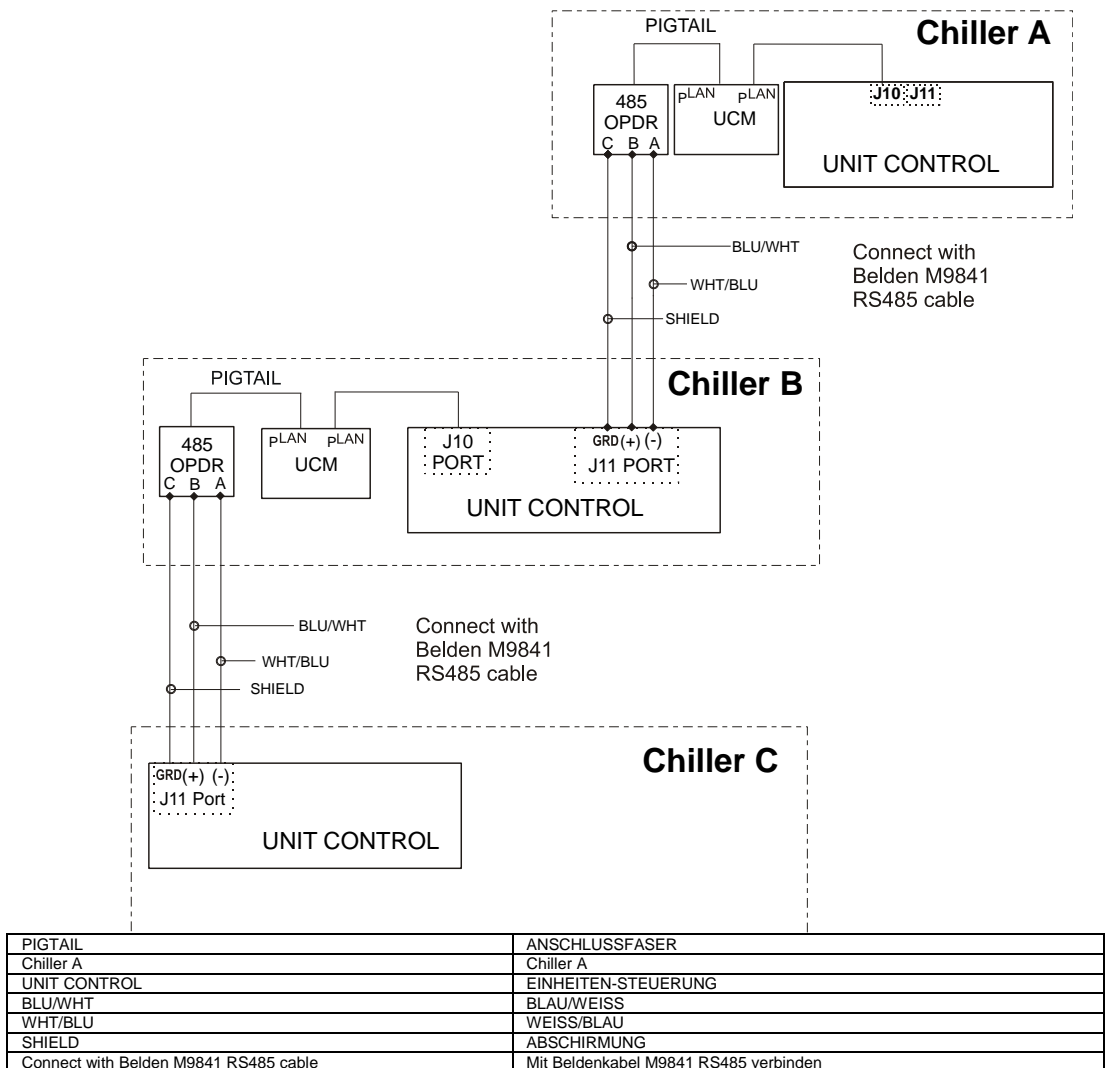 PIGTAIL
Chiller A
485
OPDR
C B A
pLAN pLAN
UCM
J10 J11
UNIT CONTROL
BLU/WHT
WHT/BLU
SHIELD
Connect with
Belden M9841
RS485 cable
PIGTAIL
Chiller B
485
OPDR
C B A
pLAN pLAN
UCM
J10
PORT
GRD(+) (-)
J11 PORT
UNIT CONTROL
BLU/WHT
WHT/BLU
SHIELD
Connect with
Belden M9841
RS485 cable
Chiller C
GRD(+) (-)
J11 Port
UNIT CONTROL
PIGTAIL ANSCHLUSSFASER
Chiller A Chiller A
UNIT CONTROL EINHEITEN-STEUERUNG
BLU/WHT BLAU/WEISS
WHT/BLU WEISS/BLAU
SHIELD ABSCHIRMUNG
Connect with Belden M9841 RS485 cable Mit Beldenkabel M9841 RS485 verbinden